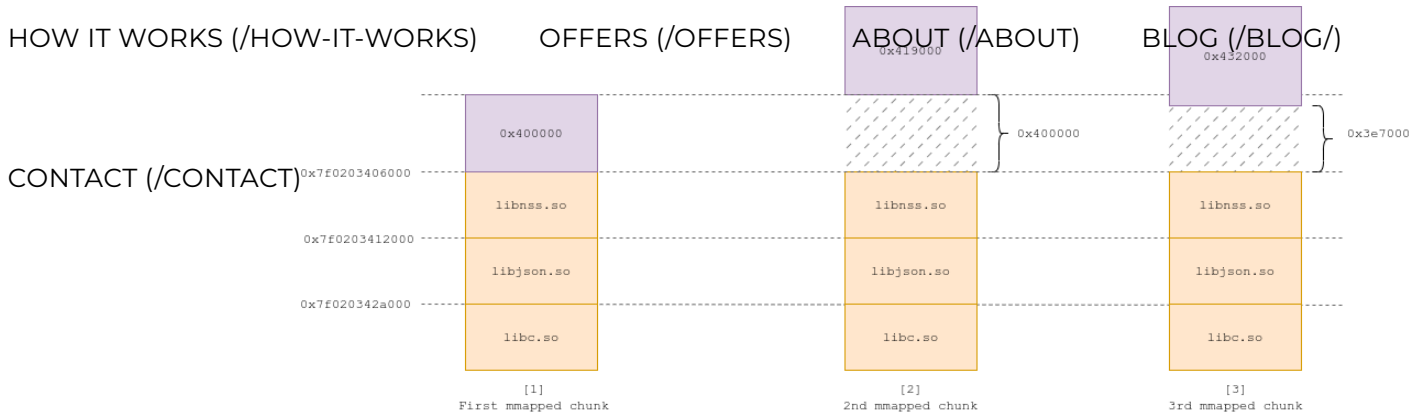 HOW IT WORKS (/HOW-IT-WORKS) OFFERS (/OFFERS) ABOUT (/ABOUT) BLOG (/BLOG/)
0x419000 0x432000
0x400000 0x400000 0x3e7000
CONTACT (/CONTACT) 0x7f0203406000
libnss.so libnss.so libnss.so
0x7f0203412000
libjson.so libjson.so libjson.so
0x7f020342a000
libc.so libc.so libc.so
[1] [2] [3]
First mmapped chunk 2nd mmapped chunk 3rd mmapped chunk